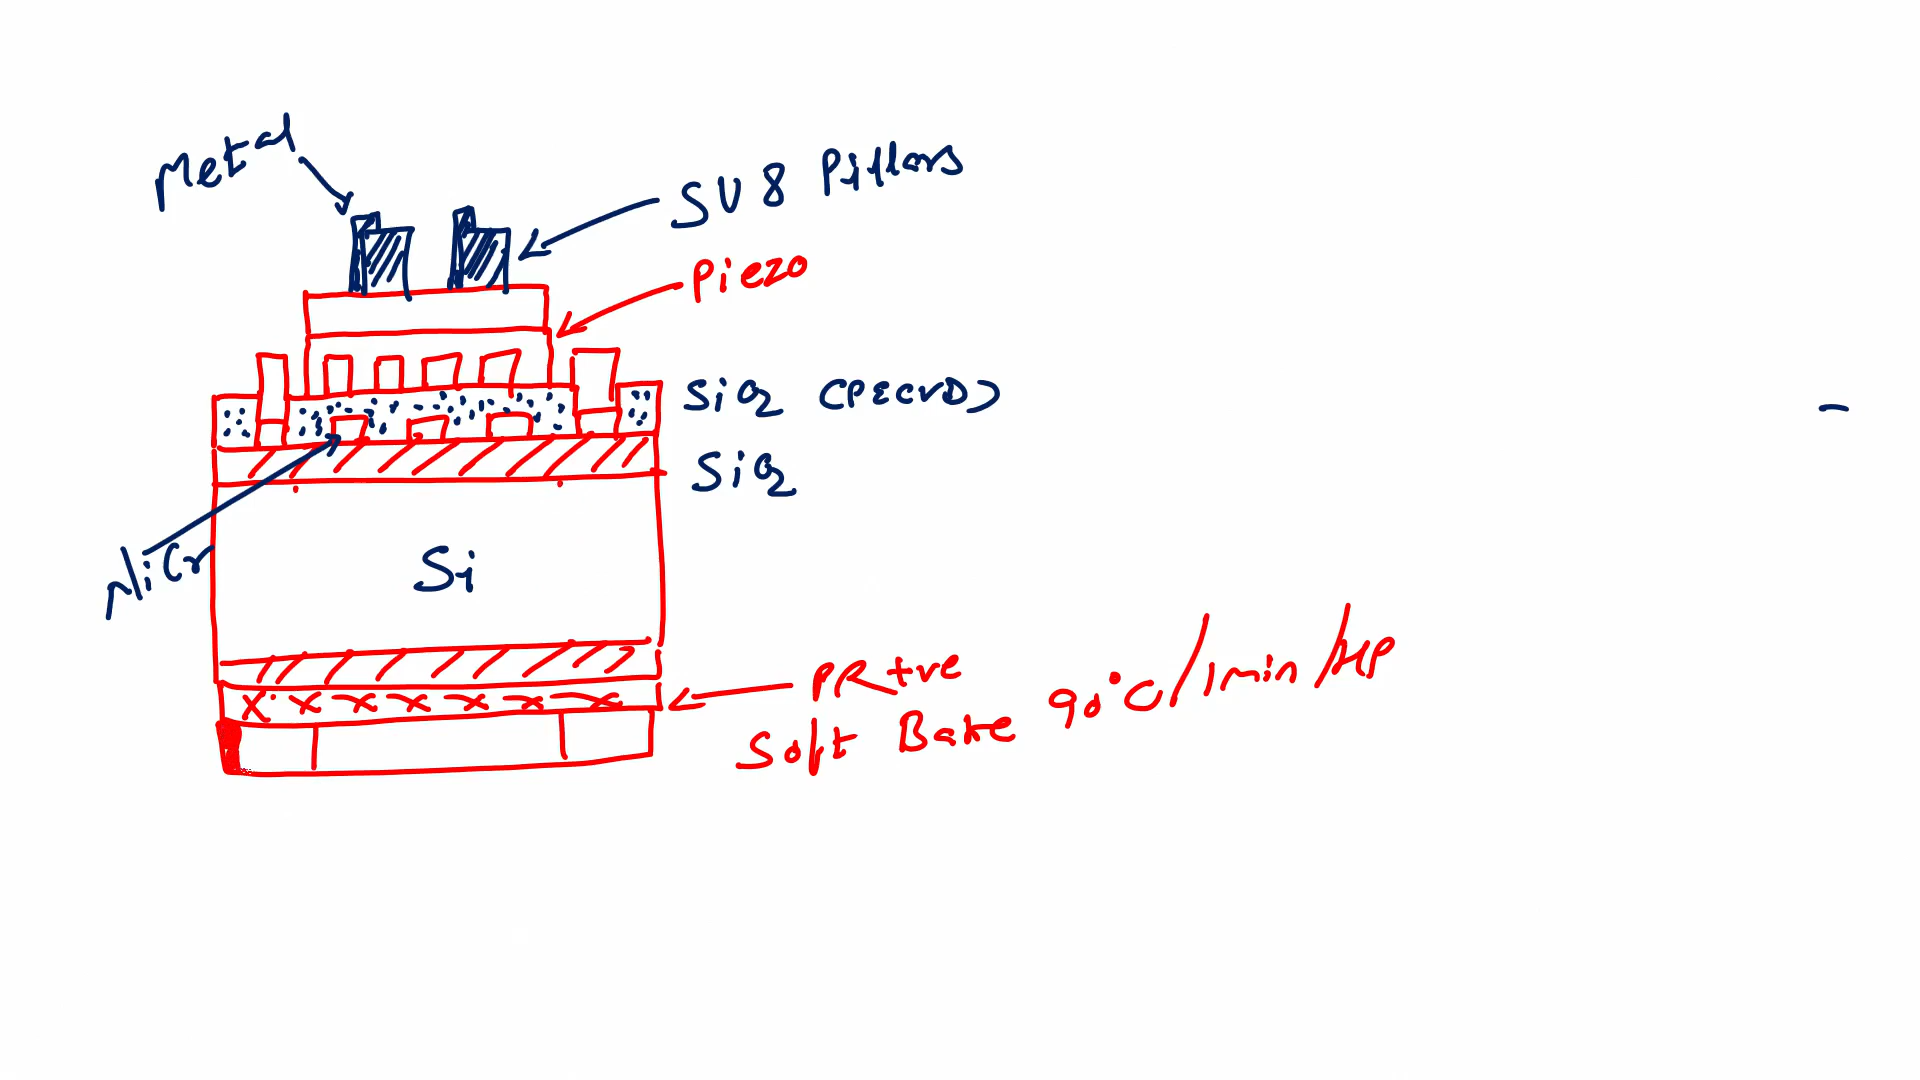 Metal
SU8 Pillars
Piezo
SiO2 (PECVD)
SiO2
NiCr
Si
PR +ve
Soft Bake 90°C/1min/HP